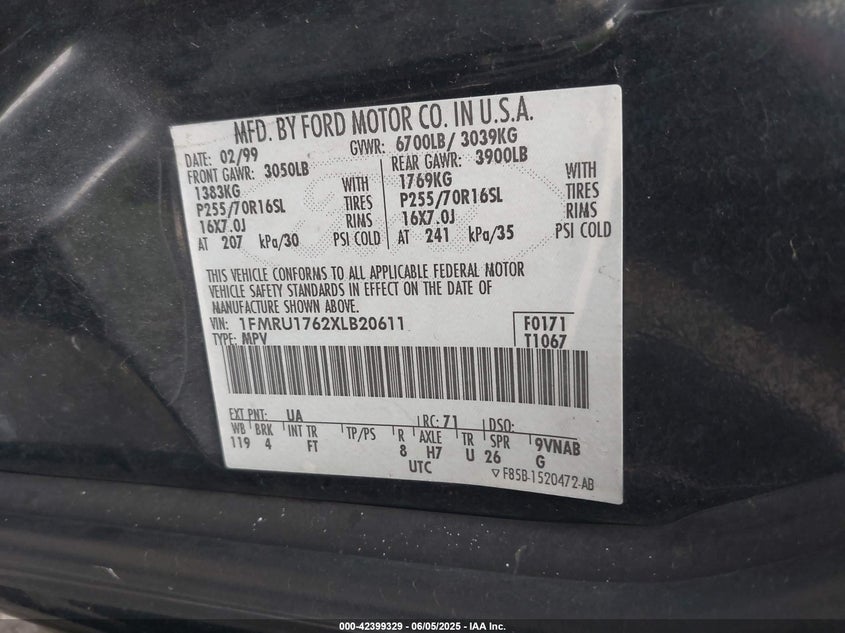 MFD. BY FORD MOTOR CO. IN U.S.A.
DATE: 02/99 GVWR: 6700LB/ 3039KG
FRONT GAWR: 3050LB REAR GAWR: 3900LB
1383KG WITH 1769KG WITH
P255/70R16SL TIRES P255/70R16SL TIRES
16X7.0J RIMS 16X7.0J RIMS
AT 207 kPa/30 PSI COLD AT 241 kPa/35 PSI COLD
THIS VEHICLE CONFORMS TO ALL APPLICABLE FEDERAL MOTOR
VEHICLE SAFETY STANDARDS IN EFFECT ON THE DATE OF
MANUFACTURE SHOWN ABOVE.
VIN: 1FMRU1762XLB20611 F0171
TYPE: MPV T1067
EXT PNT: UA RC: 71 DSO:
WB BRK INT TR TP/PS R AXLE TR SPR 9VNAB
119 4 FT 8 H7 U 26 G
UTC ▽F85B-1520472-AB
000-42399329 - 06/05/2025 - IAA Inc.